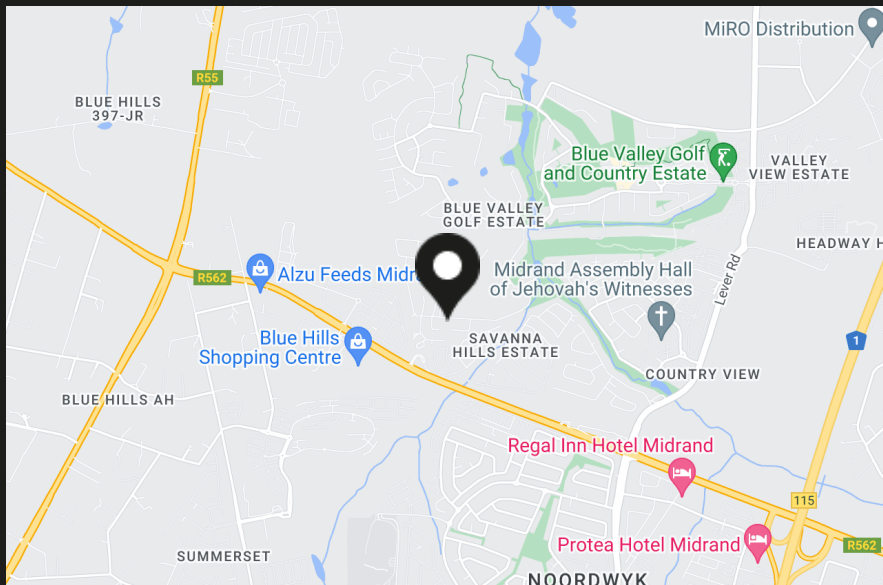 MiRO Distribution
R55
BLUE HILLS
397-JR
Blue Valley Golf
and Country Estate
VALLEY
VIEW ESTATE
BLUE VALLEY
GOLF ESTATE
HEADWAY H
R562
Alzu Feeds Midr
Midrand Assembly Hall
of Jehovah's Witnesses
Lever Rd
Blue Hills
Shopping Centre
SAVANNA
HILLS ESTATE
1
COUNTRY VIEW
BLUE HILLS AH
Regal Inn Hotel Midrand
115
Protea Hotel Midrand
R562
SUMMERSET
NOORDWYK